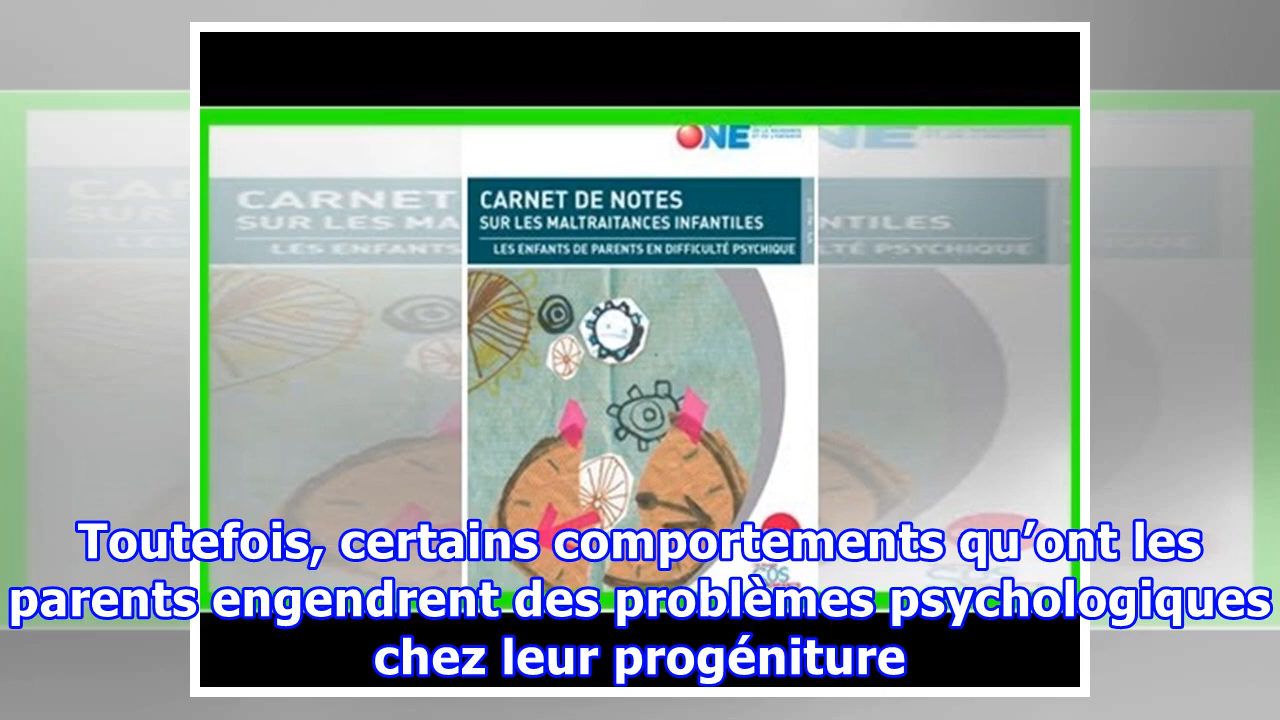 ONE
CARNET DE NOTES
SUR LES MALTRAITANCES INFANTILES
LES ENFANTS DE PARENTS EN DIFFICULTÉ PSYCHIQUE
SOS
Toutefois, certains comportements qu’ont les
parents engendrent des problèmes psychologiques
chez leur progéniture